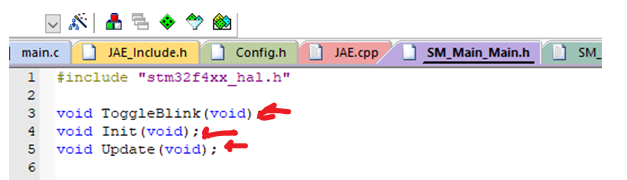 main.c JAE_Include.h Config.h JAE.cpp SM_Main_Main.h SM_
1 #include "stm32f4xx_hal.h"
2
3 void ToggleBlink(void)
4 void Init(void);
5 void Update(void);
6